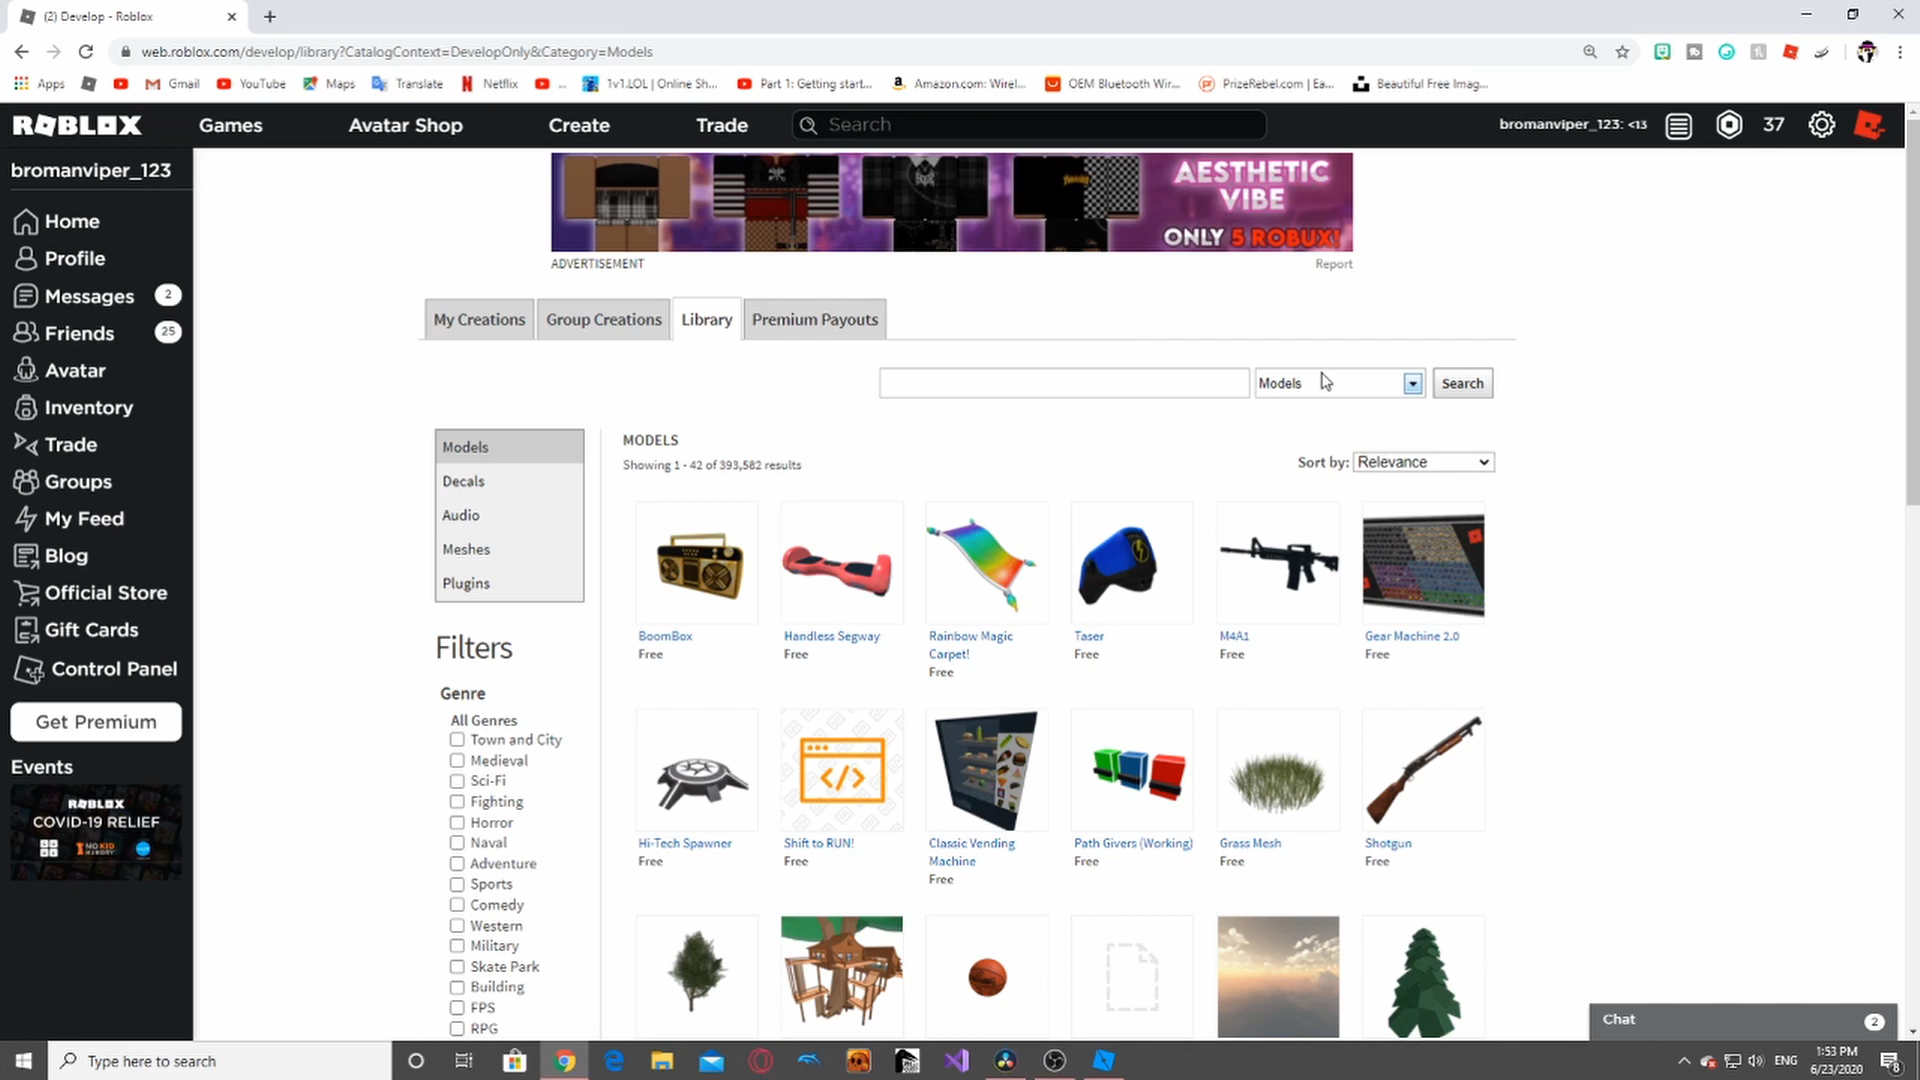 (2) Develop - Roblox
web.roblox.com/develop/library?CatalogContext=DevelopOnly&Category=Models
Apps
Gmail
YouTube
Maps
Translate
Netflix
...
1v1.LOL | Online Sh...
Part 1: Getting start...
Amazon.com: Wirel...
OEM Bluetooth Wir...
PrizeRebel.com | Ea...
Beautiful Free Imag...
ROBLOX
Games
Avatar Shop
Create
Trade
Search
bromanviper_123: <13
37
bromanviper_123
Home
Profile
Messages 2
Friends 25
Avatar
Inventory
Trade
Groups
My Feed
Blog
Official Store
Gift Cards
Control Panel
Get Premium
Events
ROBLOX
COVID-19 RELIEF
NO KID HUNGRY
AESTHETIC
VIBE
ONLY 5 ROBUX!
ADVERTISEMENT
Report
My Creations
Group Creations
Library
Premium Payouts
Models
Search
Models
Decals
Audio
Meshes
Plugins
MODELS
Showing 1 - 42 of 393,582 results
Sort by: Relevance
Filters
Genre
All Genres
Town and City
Medieval
Sci-Fi
Fighting
Horror
Naval
Adventure
Sports
Comedy
Western
Military
Skate Park
Building
FPS
RPG
BoomBox
Free
Handless Segway
Free
Rainbow Magic
Carpet!
Free
Taser
Free
M4A1
Free
Gear Machine 2.0
Free
Hi-Tech Spawner
Free
Shift to RUN!
Free
Classic Vending
Machine
Free
Path Givers (Working)
Free
Grass Mesh
Free
Shotgun
Free
Chat
2
Type here to search
ENG
1:53 PM
6/23/2020
8